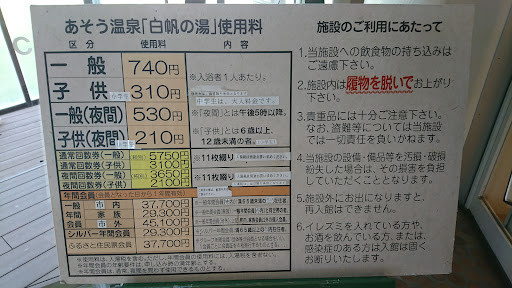 あそう温泉「白帆の湯」使用料
区分 使用料 内容
一般 740円 ※入浴者1人あたり。
子供 小学生 310円
中学生は、大人料金です。
一般(夜間) 530円 ※「夜間」とは午後5時以降。
子供(夜間) 210円 ※「子供」とは6歳以上、
12歳未満の者。
通常回数券(一般) 5750円 ※11枚綴り
通常回数券(子供) 3100円
夜間回数券(一般) 3650円 ※11枚綴り
夜間回数券(子供) 2100円
年間会員
一般 市内 37,700円
年間 家族 29,300円
会員 市外 45,100円
シルバー年間会員 29,300円
ふるさと住民票会員 37,700円
施設のご利用にあたって
1.当施設への飲食物の持ち込みは
ご遠慮下さい。
2.施設内は履物を脱いでお上がり
下さい。
3.貴重品には十分ご注意下さい。
なお、盗難等については当施設
では一切責任を負いかねます。
4.当施設の設備・備品等を汚損・破損
紛失した場合は、その損害を負担
していただくこととなります。
5.施設外にお出になりますと
再入館はできません。
6.イレズミを入れている方や、
お酒を飲んでいる方、または、
感染症のある方は入館は固く
お断りいたします。